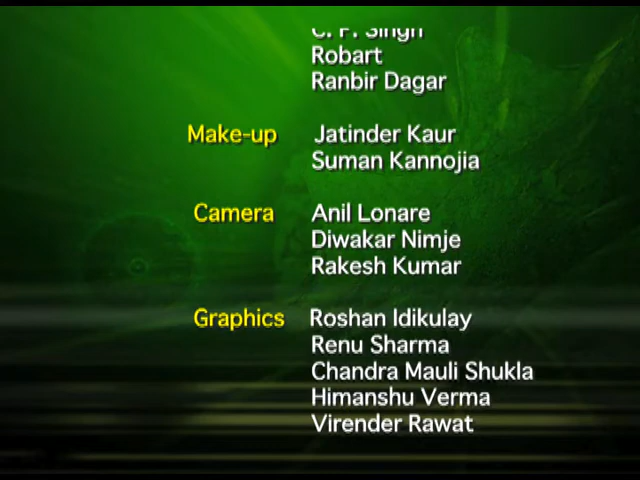 C. P. Singh
Robart
Ranbir Dagar
Make-up Jatinder Kaur
Suman Kannojia
Camera Anil Lonare
Diwakar Nimje
Rakesh Kumar
Graphics Roshan Idikulay
Renu Sharma
Chandra Mauli Shukla
Himanshu Verma
Virender Rawat